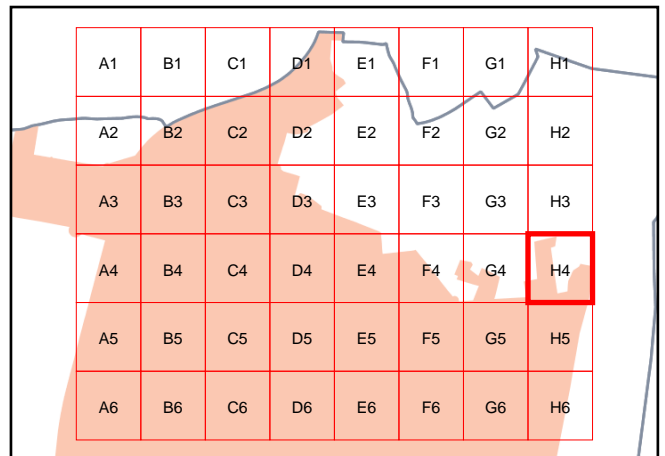 A1 B1 C1 D1 E1 F1 G1 H1
A2 B2 C2 D2 E2 F2 G2 H2
A3 B3 C3 D3 E3 F3 G3 H3
A4 B4 C4 D4 E4 F4 G4 H4
A5 B5 C5 D5 E5 F5 G5 H5
A6 B6 C6 D6 E6 F6 G6 H6